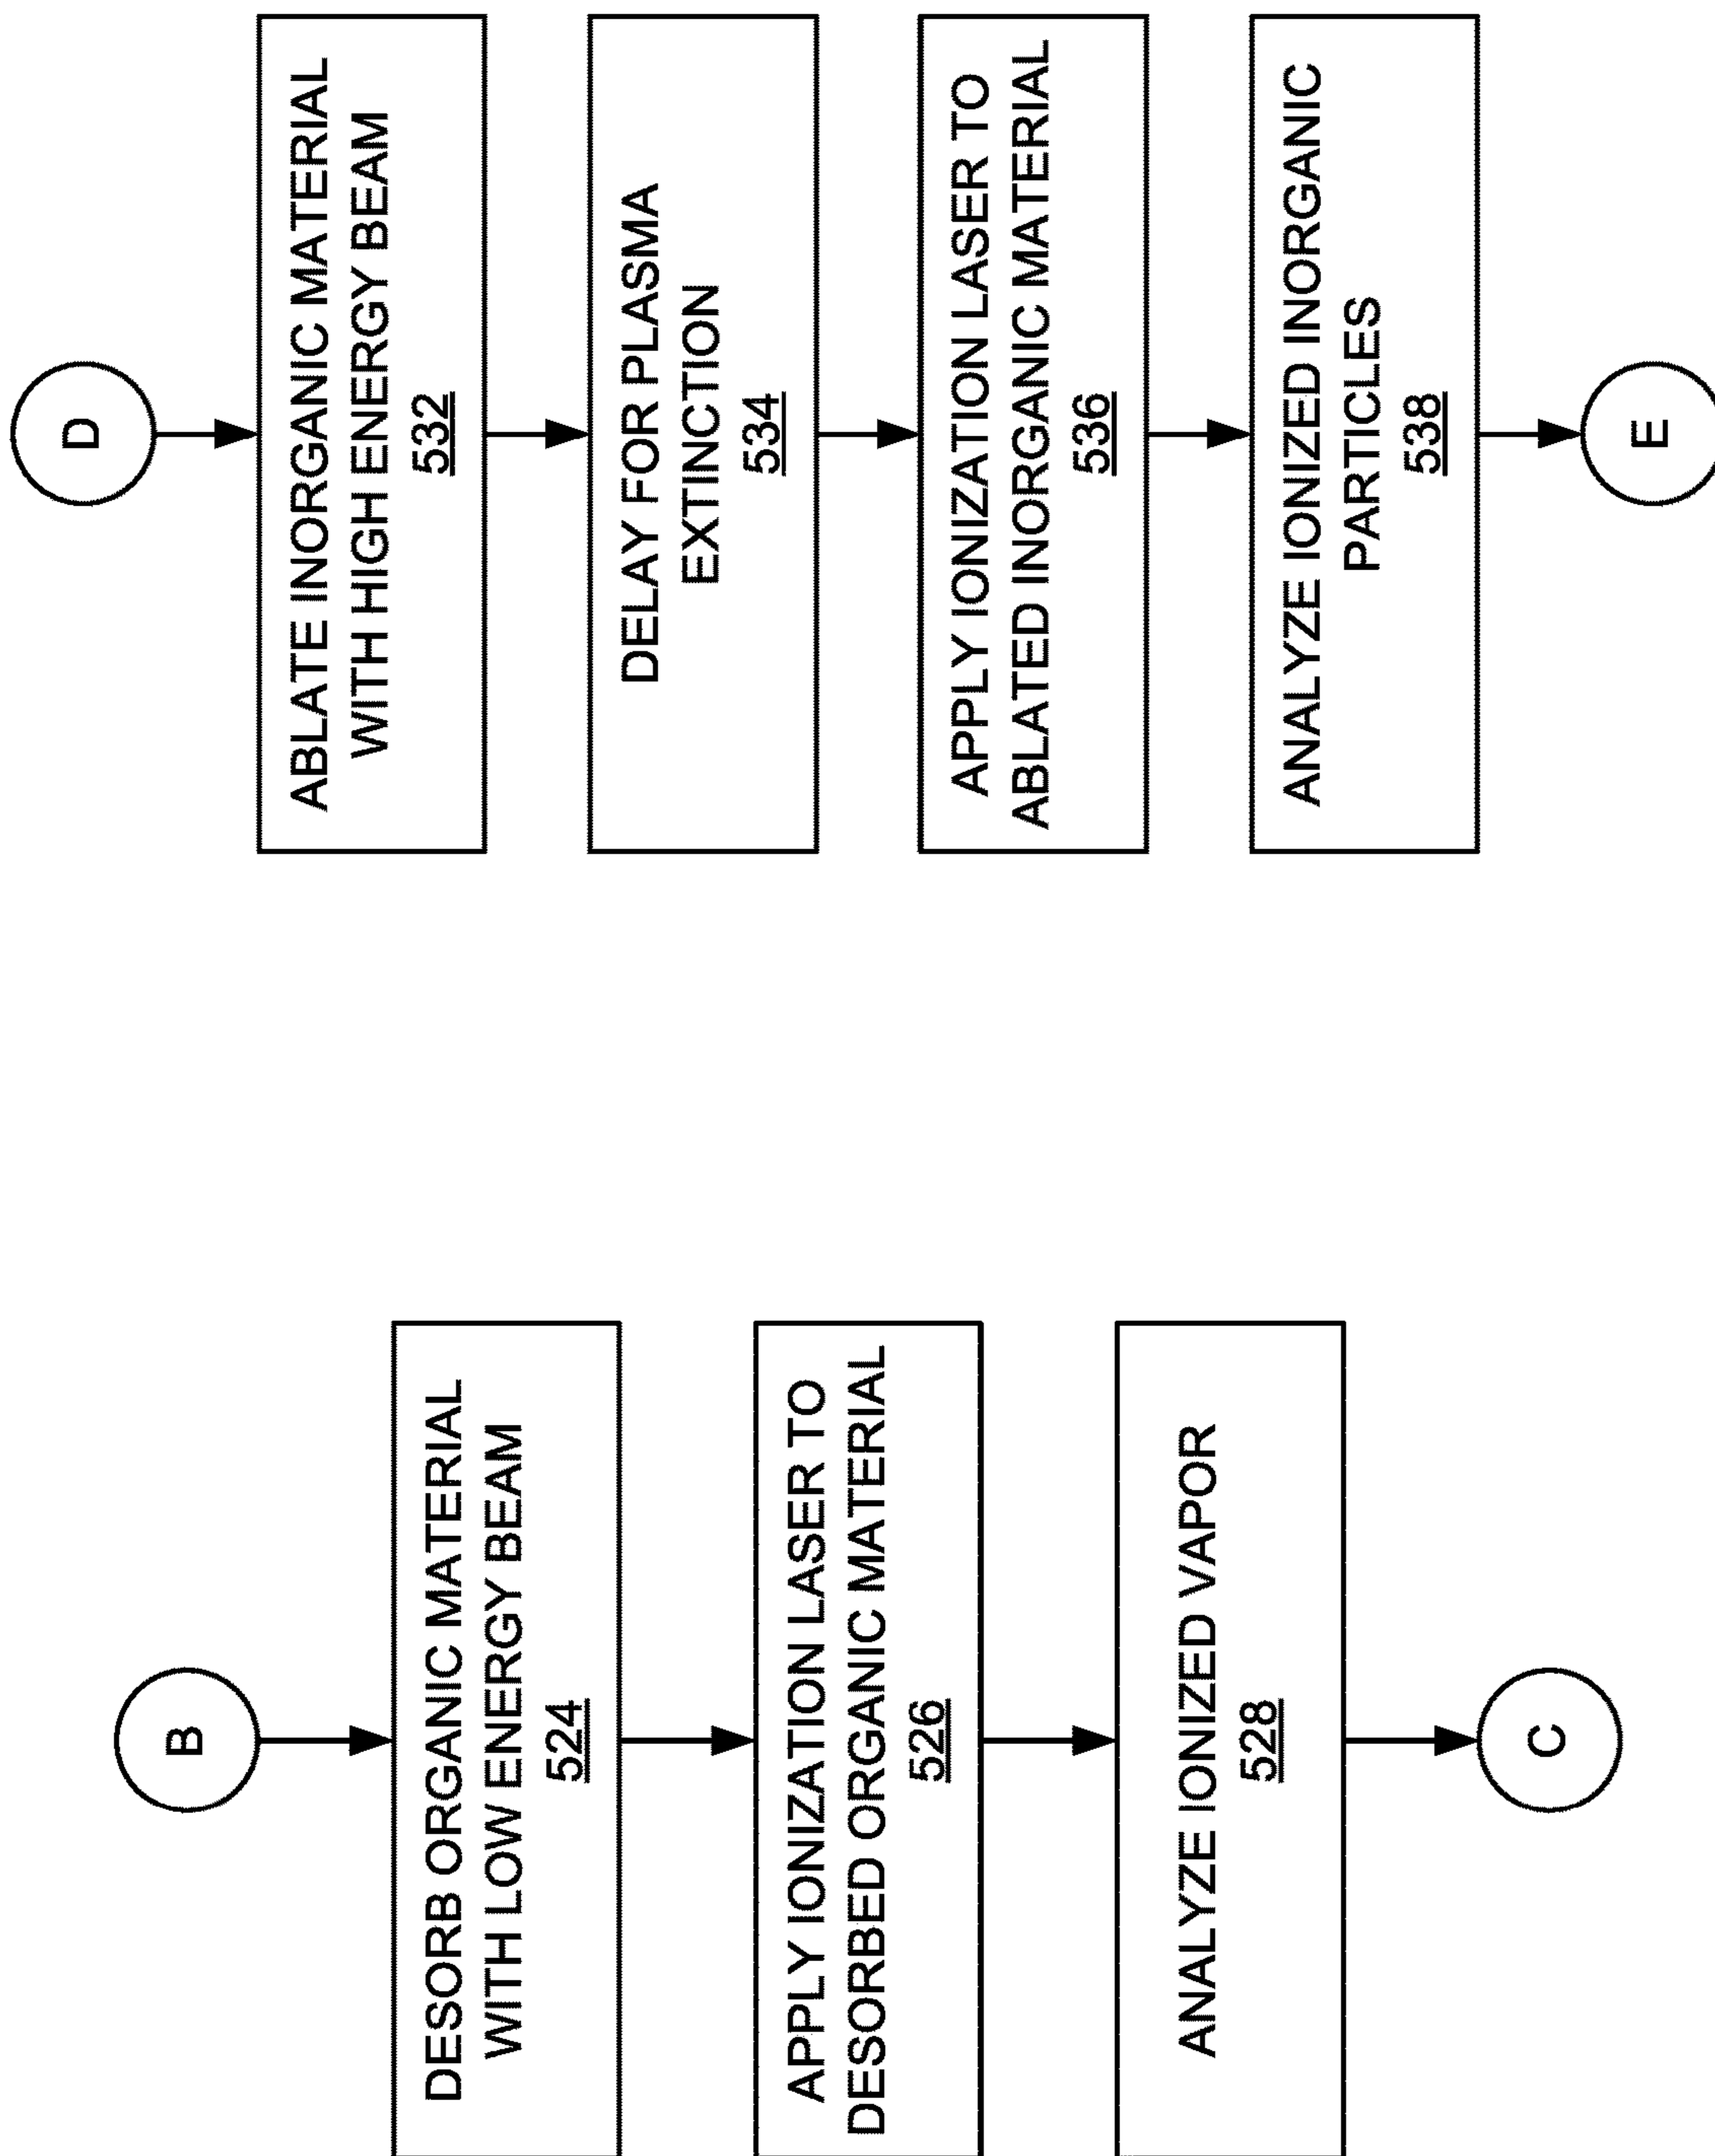 B
DESORB ORGANIC MATERIAL
WITH LOW ENERGY BEAM
524
APPLY IONIZATION LASER TO
DESORBED ORGANIC MATERIAL
526
ANALYZE IONIZED VAPOR
528
C
D
ABLATE INORGANIC MATERIAL
WITH HIGH ENERGY BEAM
532
DELAY FOR PLASMA
EXTINCTION
534
APPLY IONIZATION LASER TO
ABLATED INORGANIC MATERIAL
536
ANALYZE IONIZED INORGANIC
PARTICLES
538
E